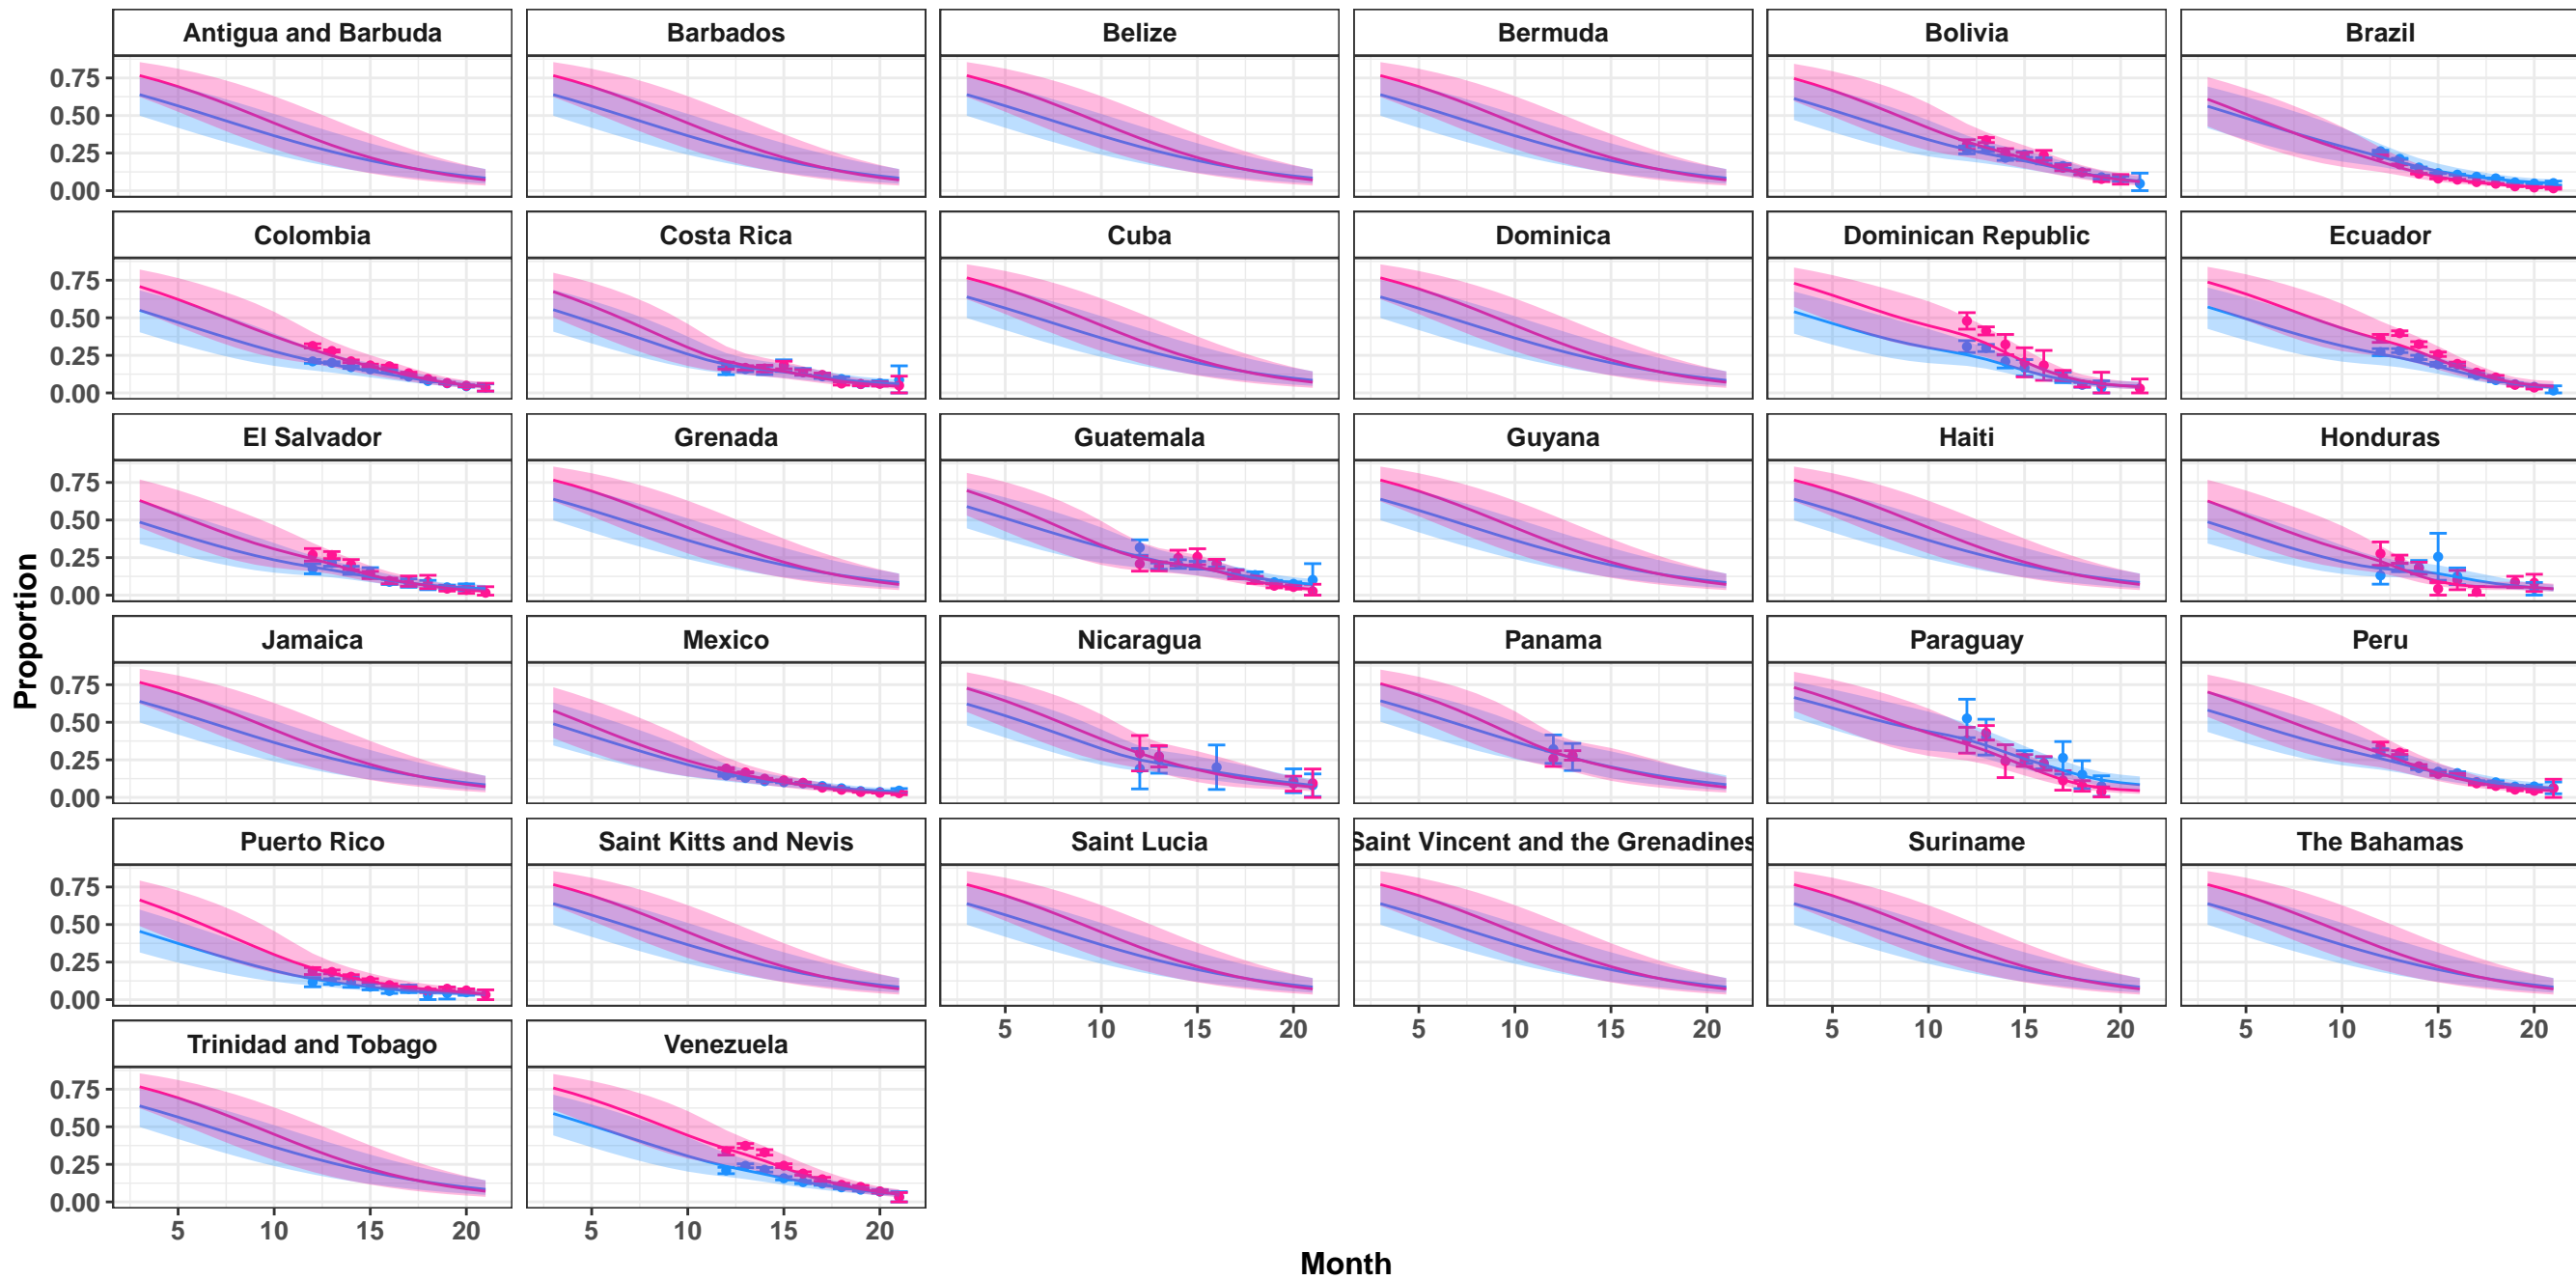 Antigua and Barbuda Barbados Belize Bermuda Bolivia Brazil
0.75
0.50
0.25
0.00
Colombia Costa Rica Cuba Dominica Dominican Republic Ecuador
0.75
0.50
0.25
0.00
El Salvador Grenada Guatemala Guyana Haiti Honduras
0.75
0.50
0.25
0.00
Proportion
Jamaica Mexico Nicaragua Panama Paraguay Peru
0.75
0.50
0.25
0.00
Puerto Rico Saint Kitts and Nevis Saint Lucia Saint Vincent and the Grenadines Suriname The Bahamas
0.75
0.50
0.25
0.00
5 10 15 20 5 10 15 20 5 10 15 20 5 10 15 20
Trinidad and Tobago Venezuela
0.75
0.50
0.25
0.00
5 10 15 20 5 10 15 20
Month